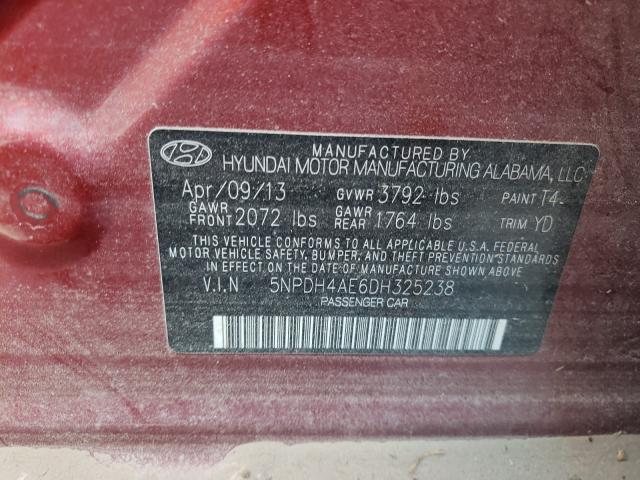 MANUFACTURED BY
HYUNDAI MOTOR MANUFACTURING ALABAMA, LLC
Apr/09/13 GVWR 3792 lbs PAINT T4
GAWR FRONT 2072 lbs GAWR REAR 1764 lbs TRIM YD
THIS VEHICLE CONFORMS TO ALL APPLICABLE U.S.A. FEDERAL
MOTOR VEHICLE SAFETY, BUMPER, AND THEFT PREVENTION STANDARDS
IN EFFECT ON THE DATE OF MANUFACTURE SHOWN ABOVE.
V.I.N 5NPDH4AE6DH325238
PASSENGER CAR